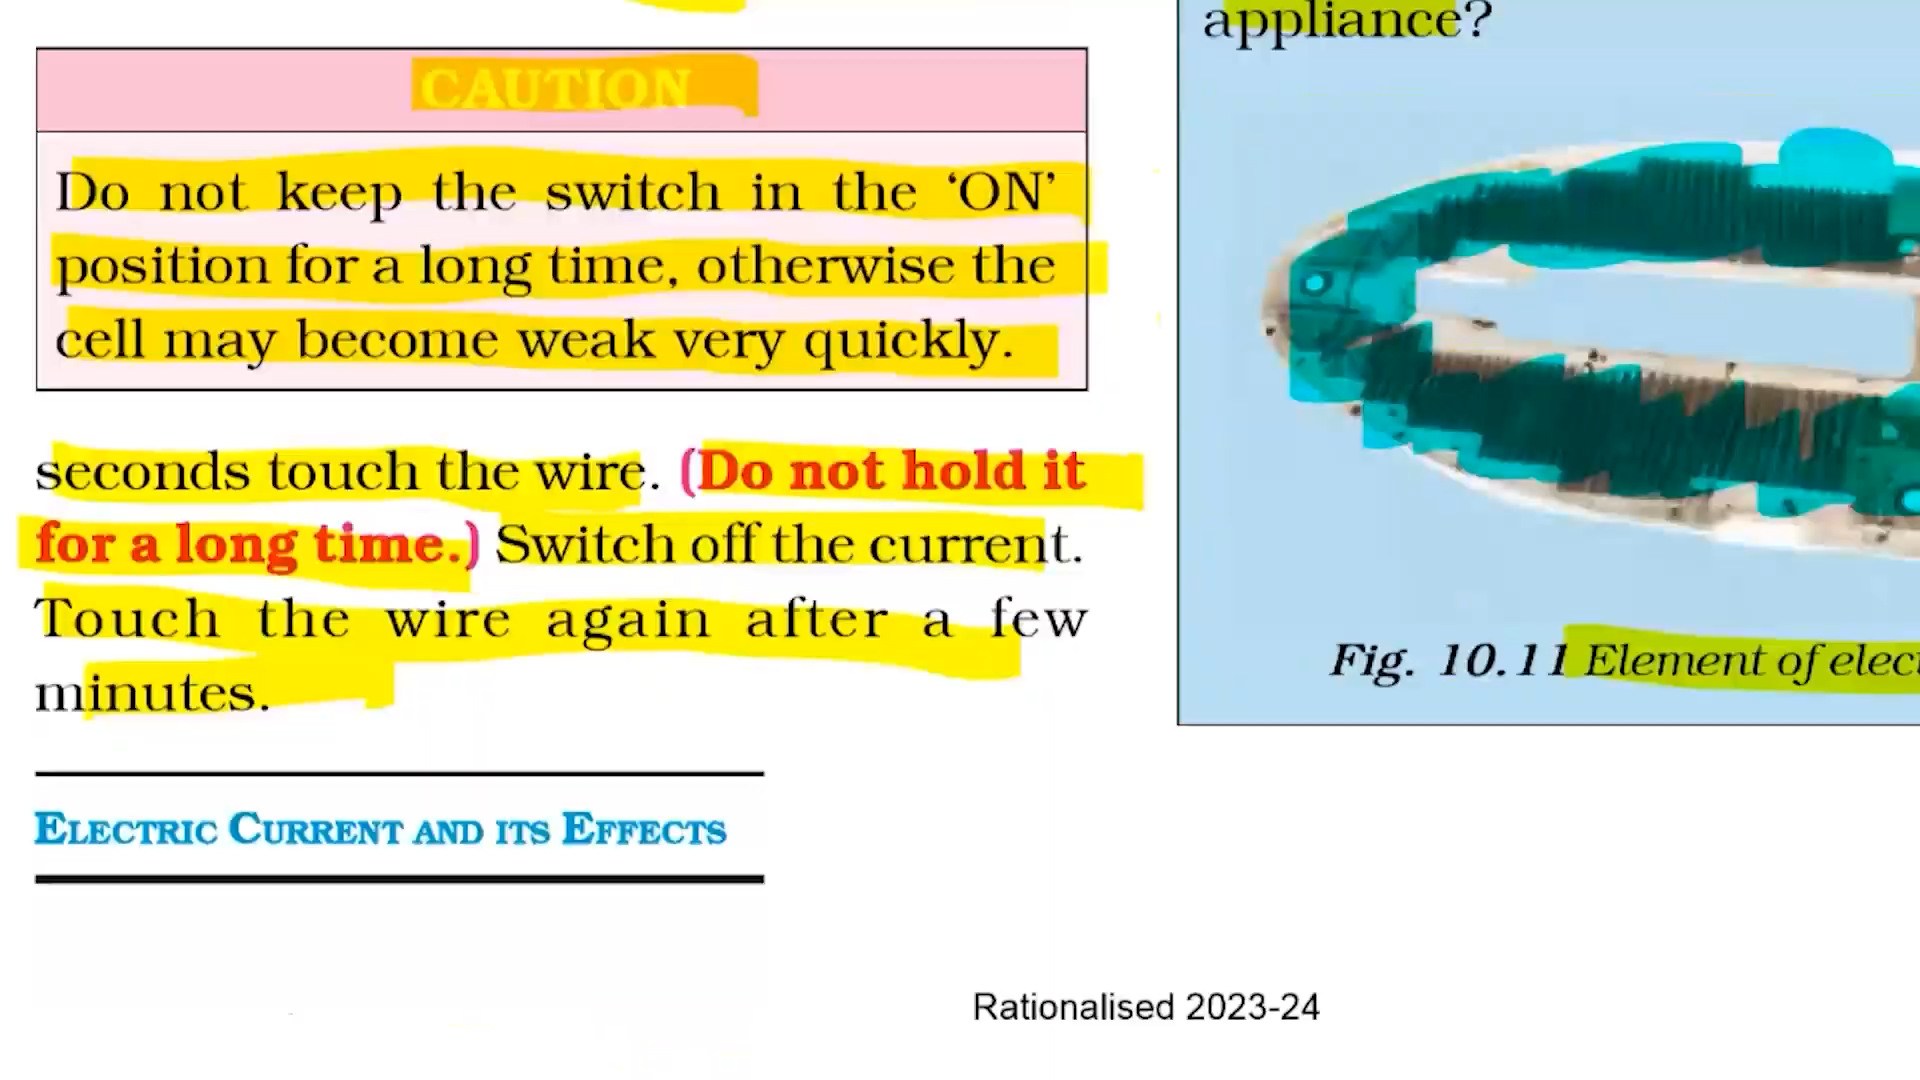 CAUTION
Do not keep the switch in the ‘ON’
position for a long time, otherwise the
cell may become weak very quickly.
seconds touch the wire. (Do not hold it
for a long time.) Switch off the current.
Touch the wire again after a few
minutes.
ELECTRIC CURRENT AND ITS EFFECTS
appliance?
Fig. 10.11 Element of
Rationalised 2023-24